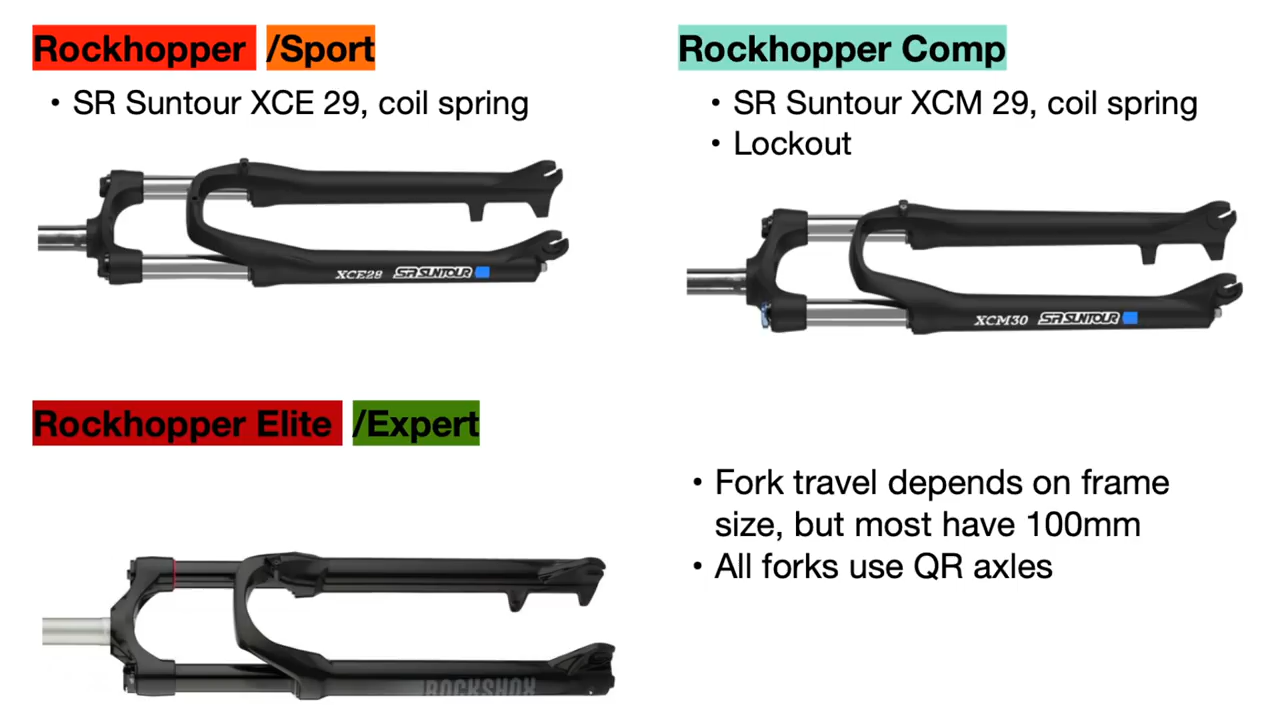 Rockhopper /Sport
• SR Suntour XCE 29, coil spring
XCE28 SR SUNTOUR
Rockhopper Comp
• SR Suntour XCM 29, coil spring
• Lockout
XCM30 SR SUNTOUR
Rockhopper Elite /Expert
ROCKSHOX
• Fork travel depends on frame
size, but most have 100mm
• All forks use QR axles